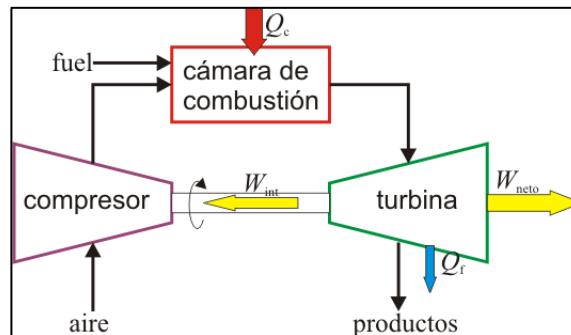 Qc
fuel
cámara de
combustión
compresor
Wint
turbina
Wneto
Qf
aire
productos